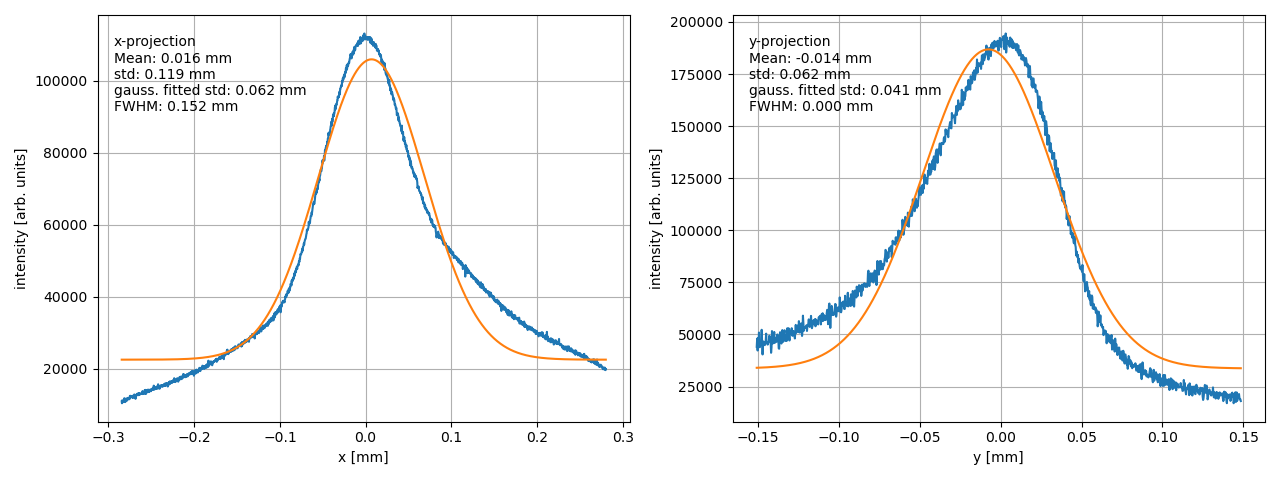 x-projection
Mean: 0.016 mm
std: 0.119 mm
gauss. fitted std: 0.062 mm
FWHM: 0.152 mm
100000
80000
60000
40000
20000
intensity [arb. units]
−0.3 −0.2 −0.1 0.0 0.1 0.2 0.3
x [mm]
y-projection
Mean: -0.014 mm
std: 0.062 mm
gauss. fitted std: 0.041 mm
FWHM: 0.000 mm
200000
175000
150000
125000
100000
75000
50000
25000
intensity [arb. units]
−0.15 −0.10 −0.05 0.00 0.05 0.10 0.15
y [mm]